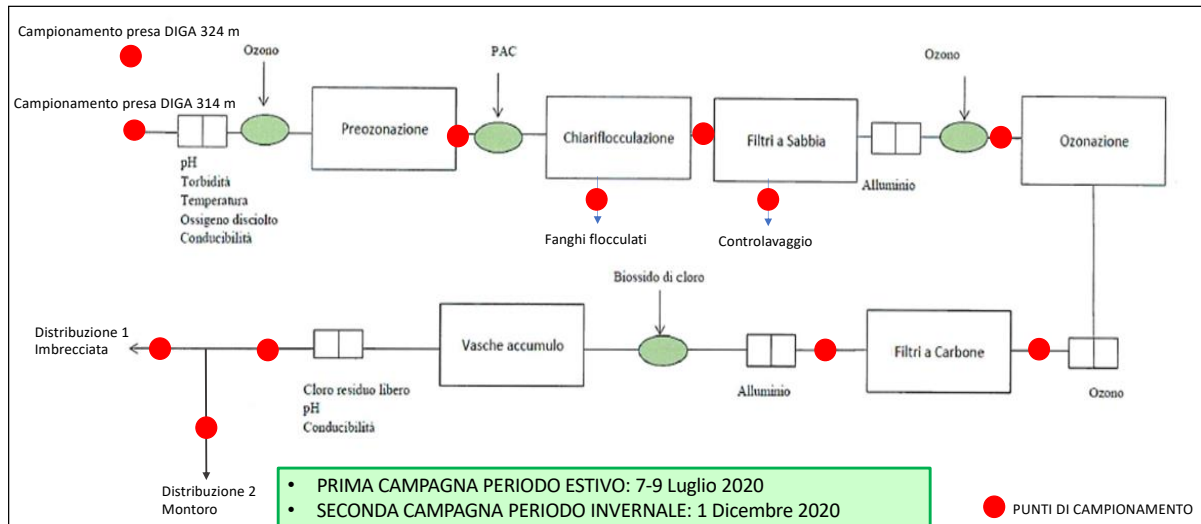 Campionamento presa DIGA 324 m
Ozono
PAC
Ozono
Campionamento presa DIGA 314 m
Preozonazione
Chiariflocculazione
Filtri a Sabbia
Ozonazione
pH
Torbidità
Temperatura
Ossigeno disciolto
Conducibilità
Alluminio
Fanghi flocculati
Controlavaggio
Biossido di cloro
Distribuzione 1
Imbrecciata
Vasche accumulo
Filtri a Carbone
Cloro residuo libero
pH
Conducibilità
Alluminio
Ozono
Distribuzione 2
Montoro
• PRIMA CAMPAGNA PERIODO ESTIVO: 7-9 Luglio 2020
• SECONDA CAMPAGNA PERIODO INVERNALE: 1 Dicembre 2020
PUNTI DI CAMPIONAMENTO